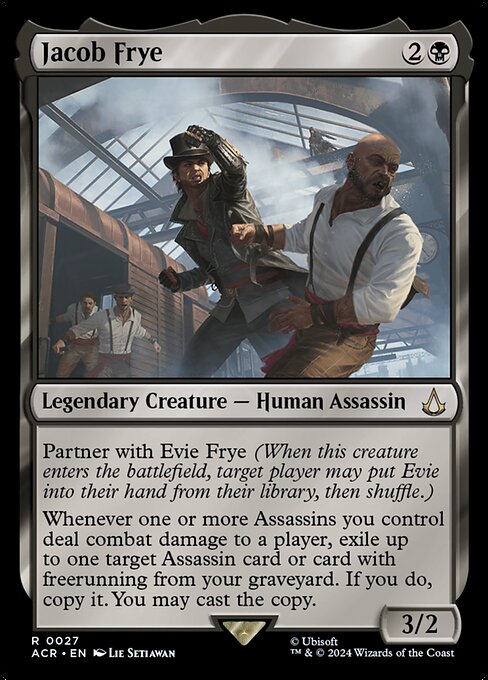 Jacob Frye 2
Legendary Creature — Human Assassin
Partner with Evie Frye (When this creature
enters the battlefield, target player may put Evie
into their hand from their library, then shuffle.)
Whenever one or more Assassins you control
deal combat damage to a player, exile up
to one target Assassin card or card with
freerunning from your graveyard. If you do,
copy it. You may cast the copy.
3/2
R 0027
ACR • EN Lie Setiawan
© Ubisoft
™ & © 2024 Wizards of the Coast